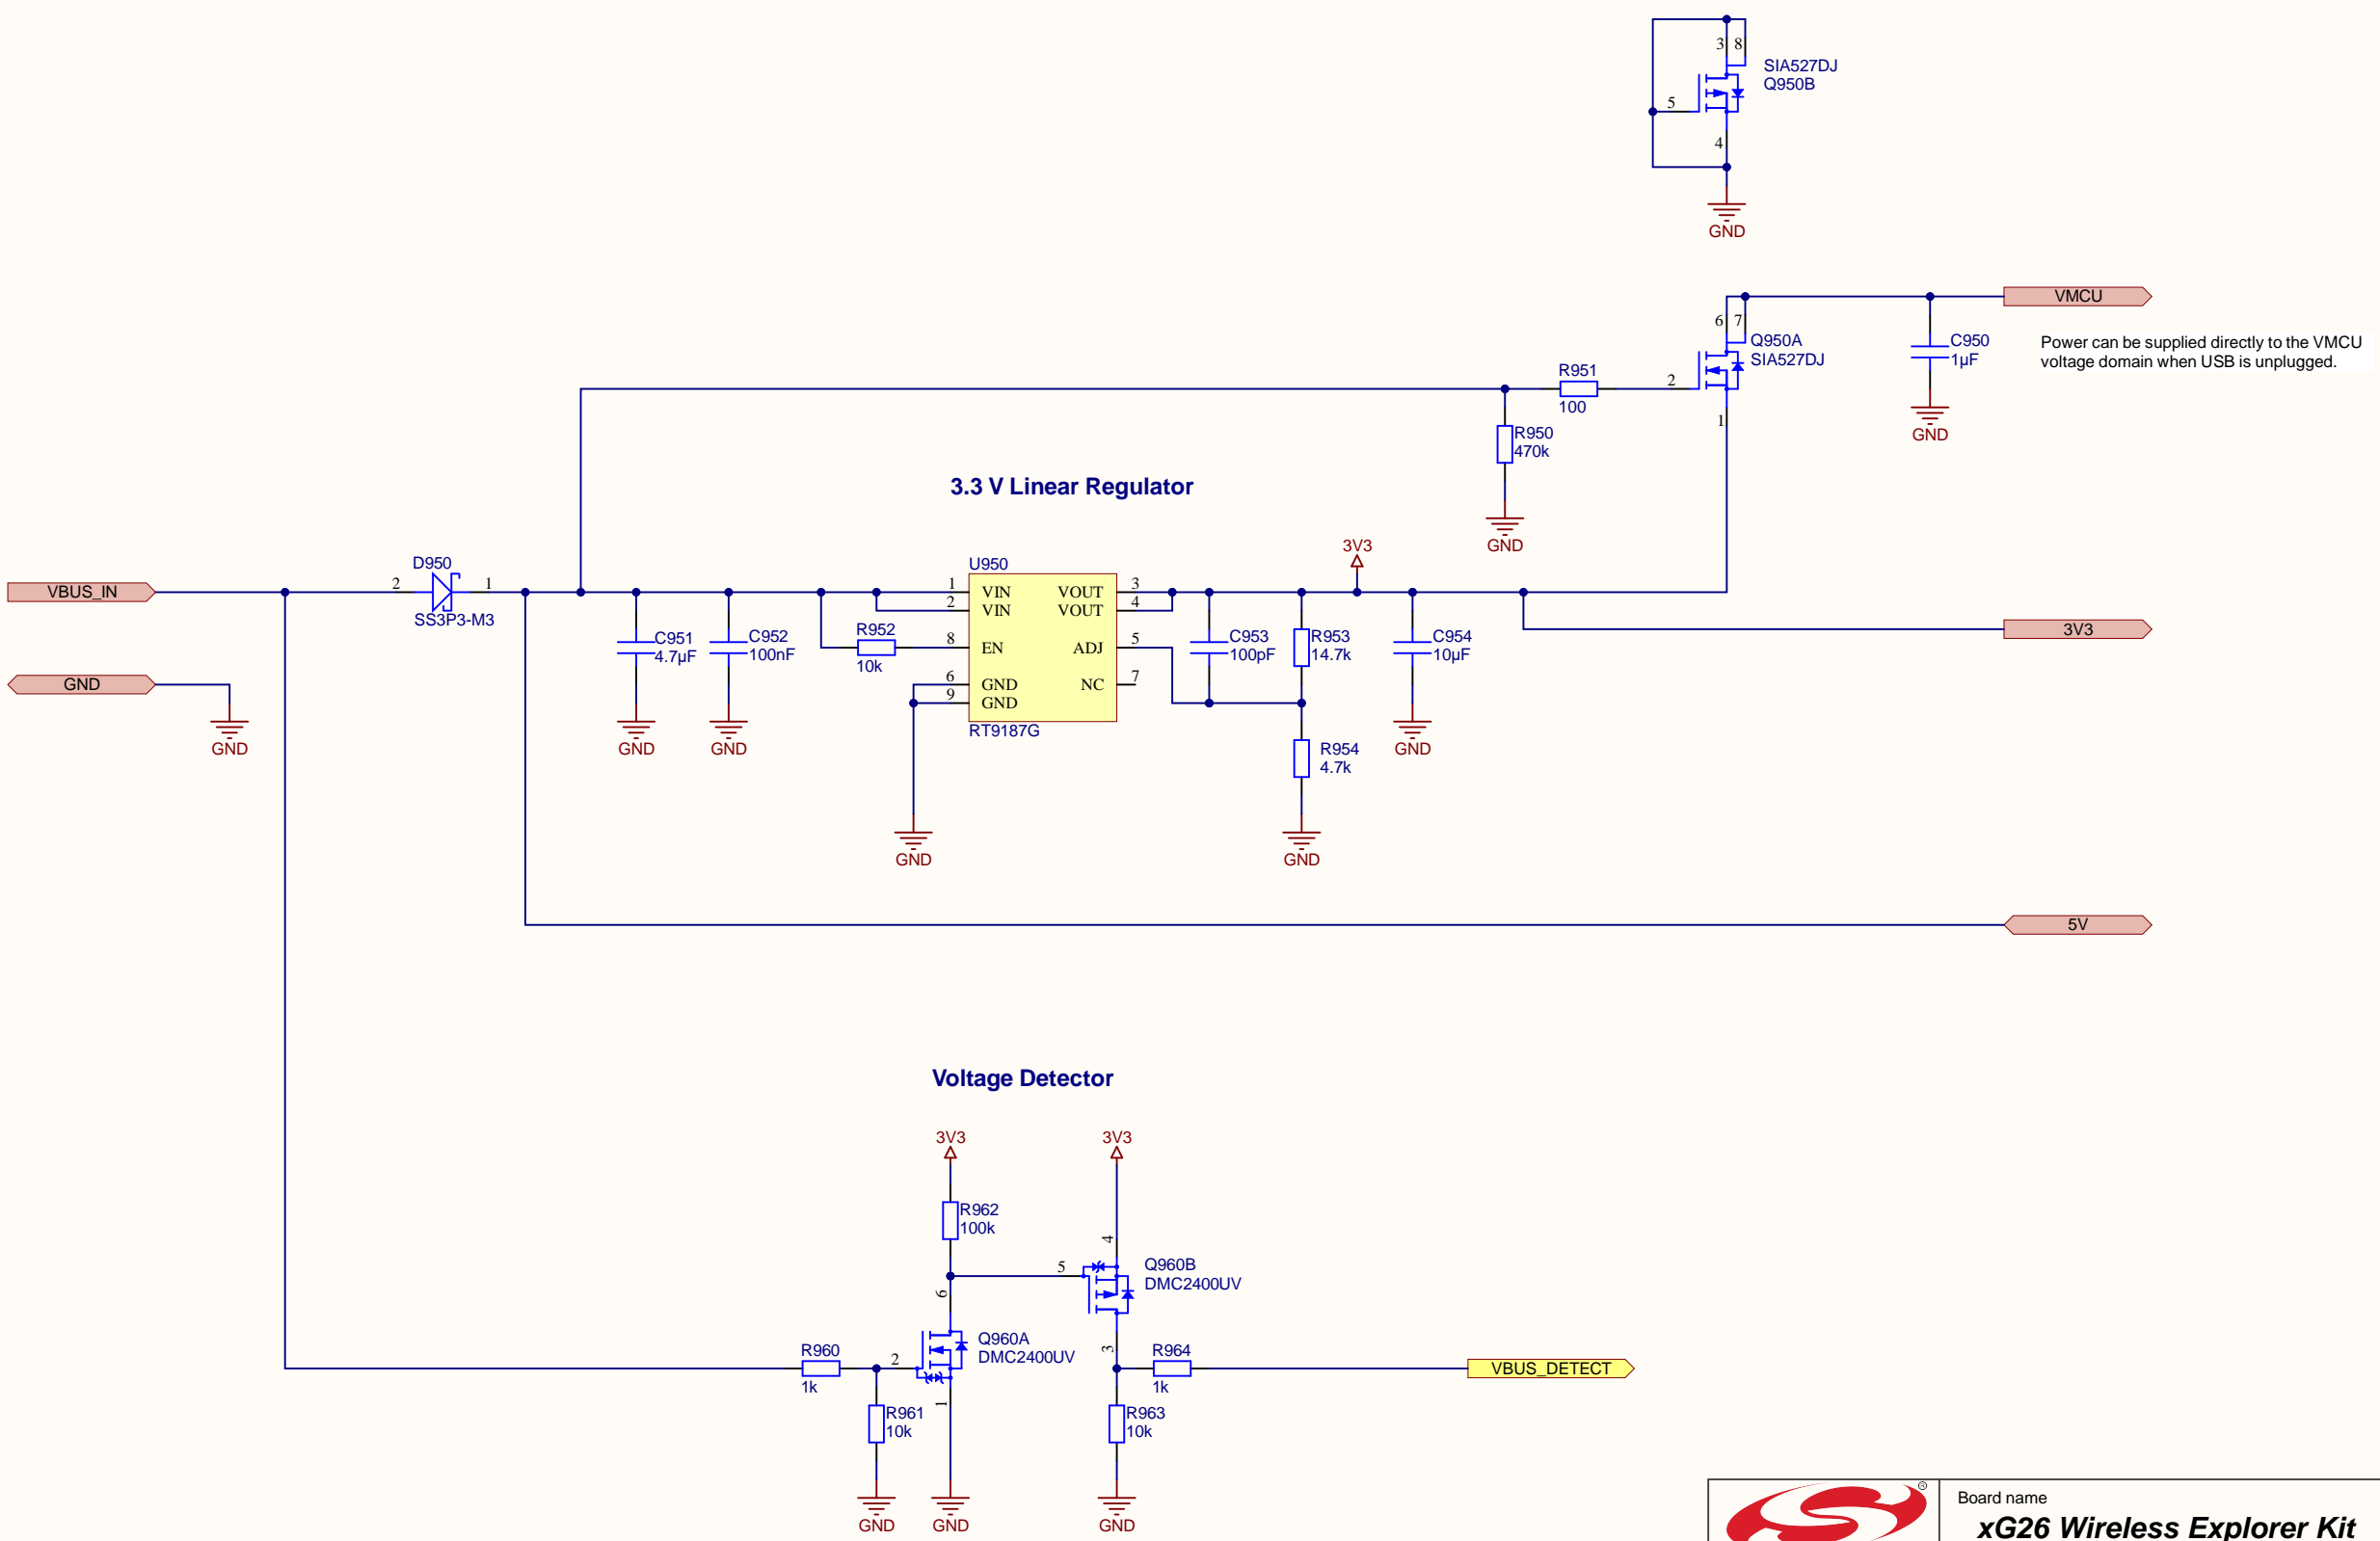 3 8
SIA527DJ
Q950B
5
4
GND
VMCU
6 7
Q950A
SIA527DJ
C950
1µF
Power can be supplied directly to the VMCU
voltage domain when USB is unplugged.
R951
100
2
1
R950
470k
GND
GND
3.3 V Linear Regulator
3V3
D950
2
1
SS3P3-M3
VBUS_IN
U950
1 VIN VOUT 3
2 VIN VOUT 4
8 EN ADJ 5
6 GND NC 7
9 GND
RT9187G
C951
4.7µF
C952
100nF
R952
10k
C953
100pF
R953
14.7k
C954
10µF
3V3
GND
GND
GND
GND
R954
4.7k
GND
GND
GND
5V
Voltage Detector
3V3
3V3
R962
100k
4
5
Q960B
DMC2400UV
6
Q960A
DMC2400UV
R960
1k
2
1
3
R964
1k
VBUS_DETECT
R961
10k
R963
10k
GND
GND
GND
®
Board name
xG26 Wireless Explorer Kit